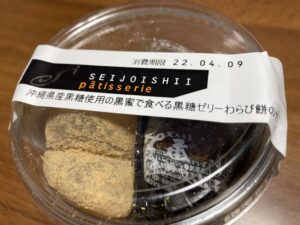 消費期限 22.04.09
SEIJOISHII
pâtisserie
沖縄県産黒糖使用の黒蜜で食べる黒糖ゼリーわらび餅の